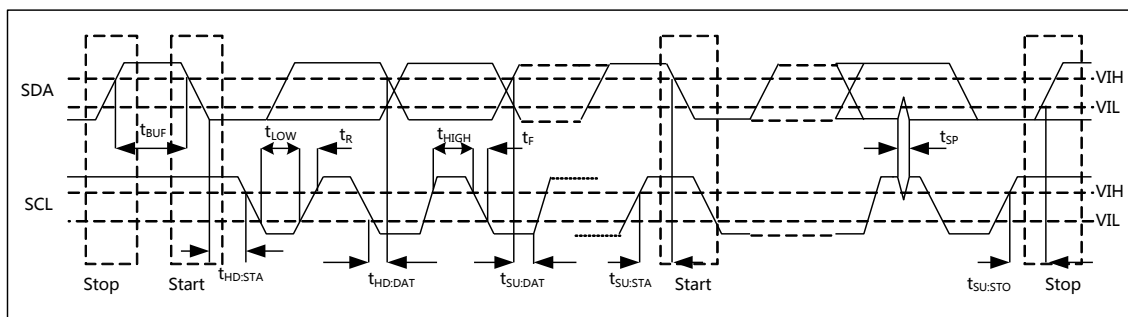 SDA
VIH
VIL
tBUF
tLOW
tR
tHIGH
tF
tSP
SCL
VIH
VIL
tHD:STA
tHD:DAT
tSU:DAT
tSU:STA
tSU:STO
Stop
Start
Start
Stop